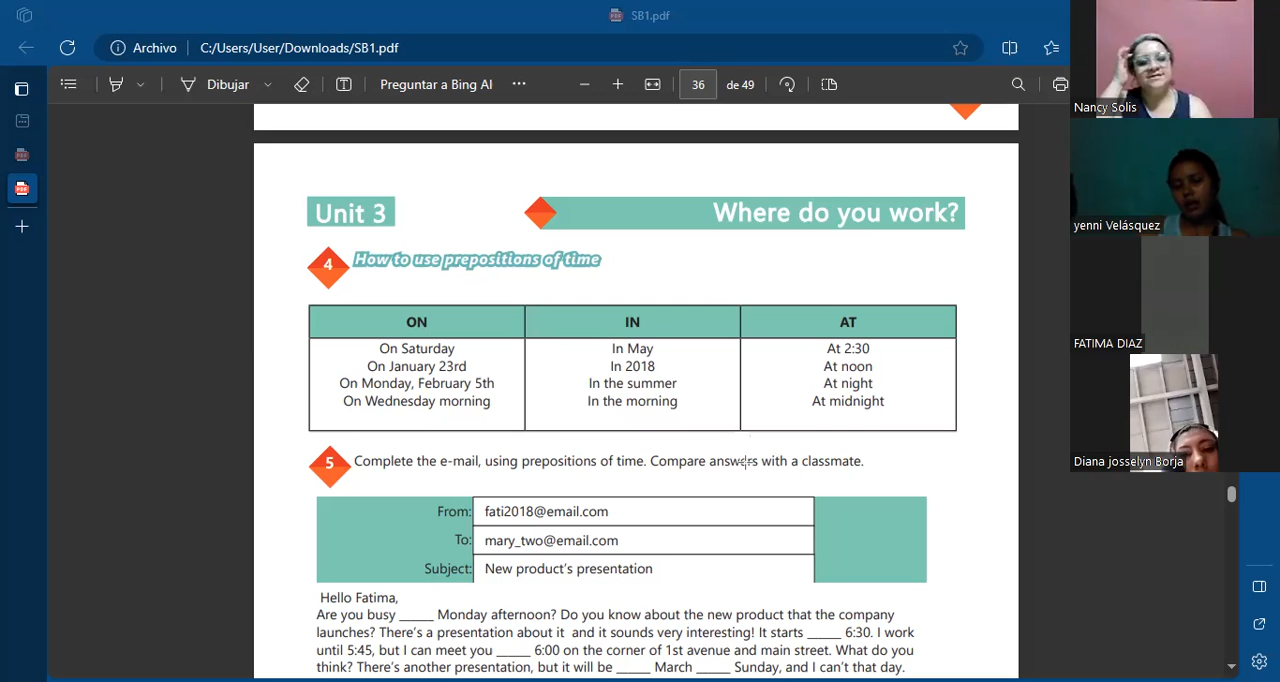 SB1.pdf
Archivo C:/Users/User/Downloads/SB1.pdf
Dibujar Preguntar a Bing AI 36 de 49
Nancy Solis
yenni Velásquez
FATIMA DIAZ
Diana josselyn Borja
Unit 3 Where do you work?
4 How to use prepositions of time
ON IN AT
On Saturday In May At 2:30
On January 23rd In 2018 At noon
On Monday, February 5th In the summer At night
On Wednesday morning In the morning At midnight
5 Complete the e-mail, using prepositions of time. Compare answers with a classmate.
From: fati2018@email.com
To: mary_two@email.com
Subject: New product's presentation
Hello Fatima,
Are you busy _____ Monday afternoon? Do you know about the new product that the company
launches? There's a presentation about it and it sounds very interesting! It starts _____ 6:30. I work
until 5:45, but I can meet you _____ 6:00 on the corner of 1st avenue and main street. What do you
think? There's another presentation, but it will be _____ March _____ Sunday, and I can't that day.